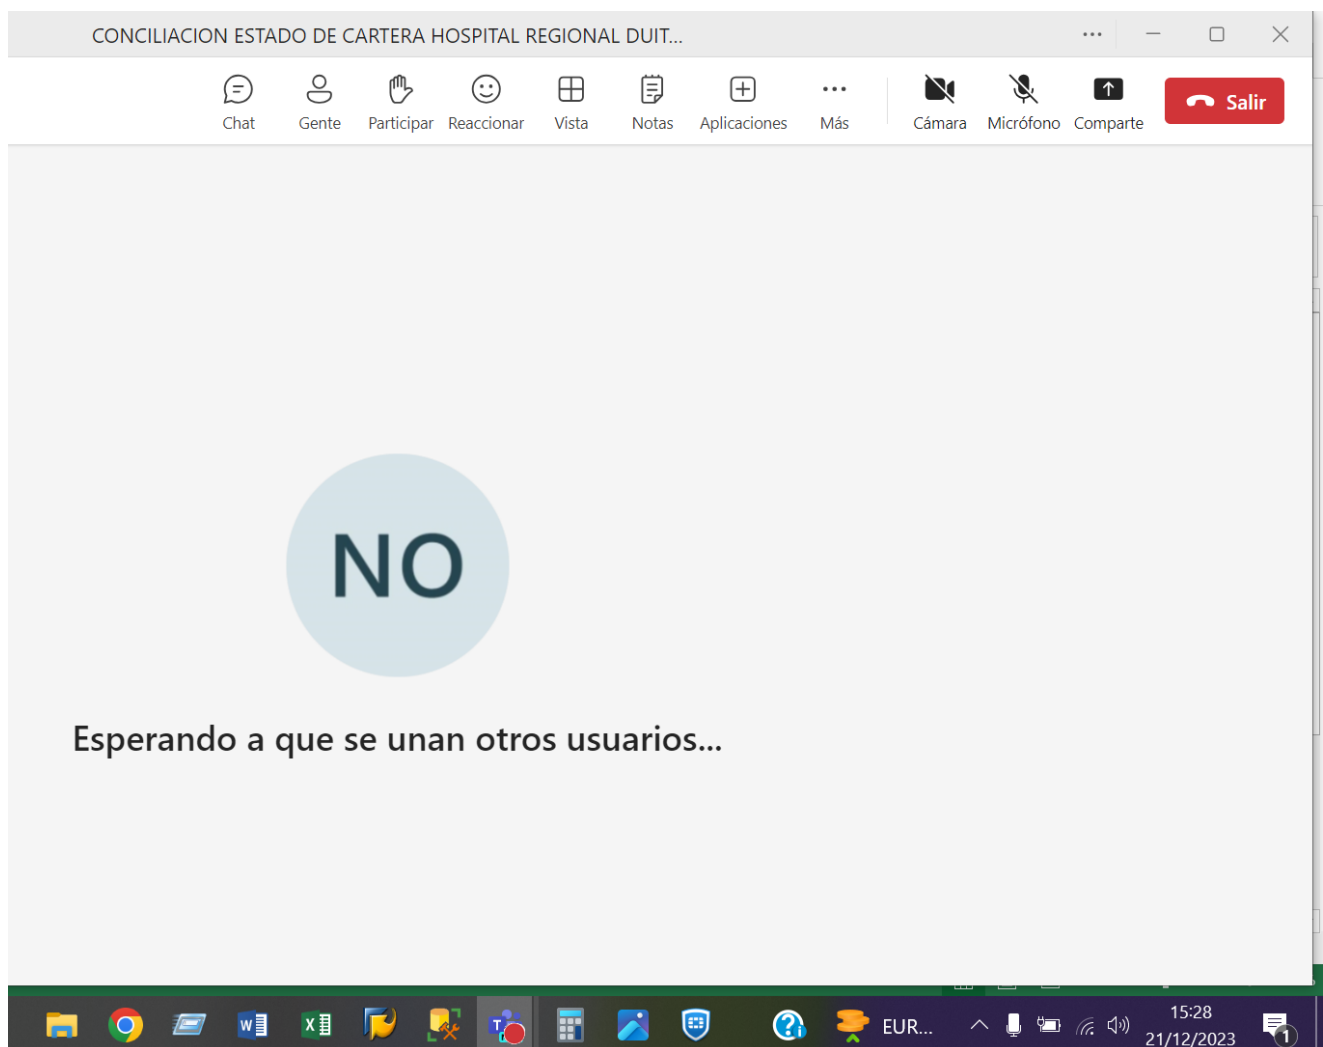 CONCILIACION ESTADO DE CARTERA HOSPITAL REGIONAL DUIT...
Chat Gente Participar Reaccionar Vista Notas Aplicaciones Más Cámara Micrófono Comparte Salir
NO
Esperando a que se unan otros usuarios...
EUR...
15:28
21/12/2023
1